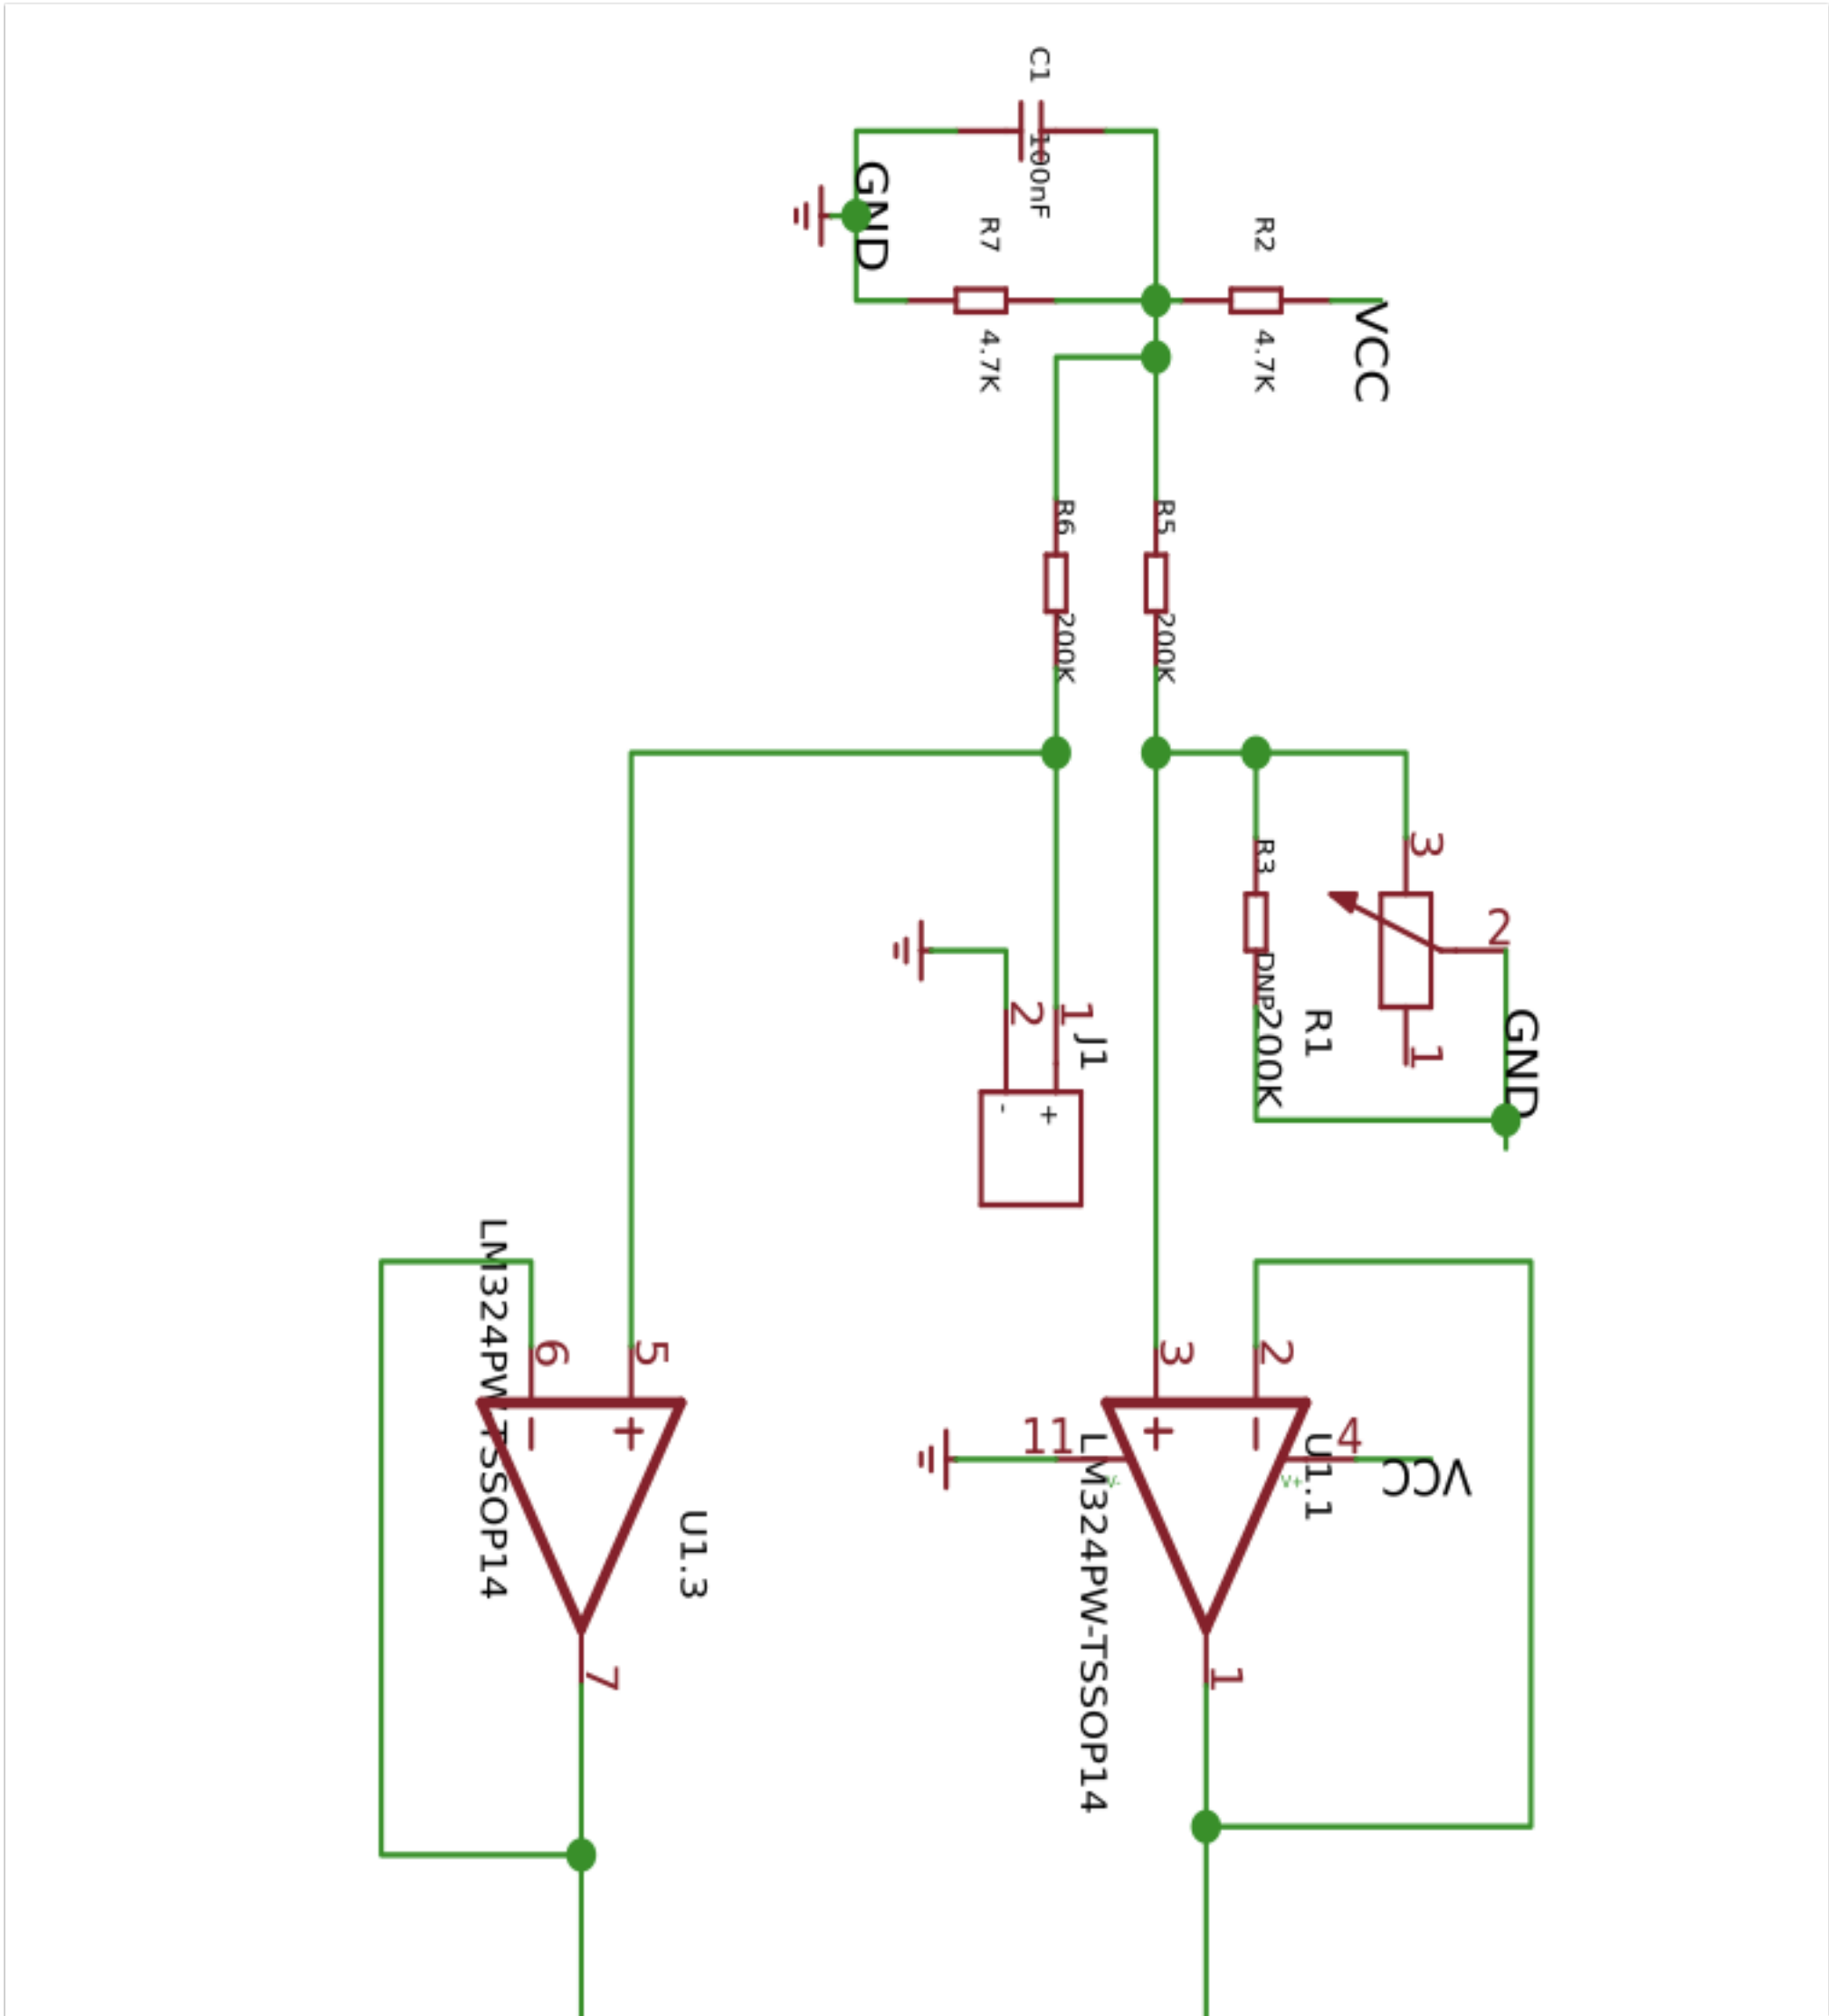 C1
100nF
GND
R7
4.7K
R2
4.7K
VCC
R6
200K
R5
200K
3
2
1
R3
DNP
200K
R1
GND
2
1
J1
-
+
LM324PW-TSSOP14
6
5
3
2
-
+
+
-
11
4
V-
V+
VCC
U1.1
LM324PW-TSSOP14
U1.3
7
1